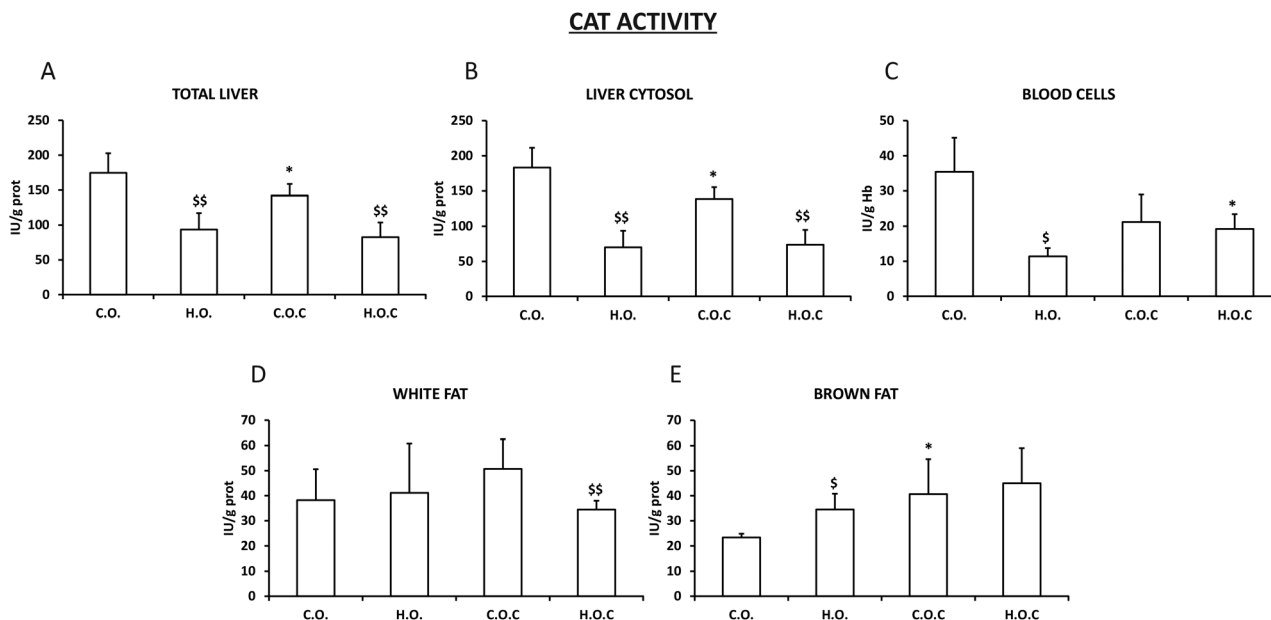 CAT ACTIVITY
A
TOTAL LIVER
IU/g prot
250
200
150
100
50
0
$$
*
$$
C.O.
H.O.
C.O.C
H.O.C
B
LIVER CYTOSOL
IU/g prot
250
200
150
100
50
0
$$
*
$$
C.O.
H.O.
C.O.C
H.O.C
C
BLOOD CELLS
IU/g Hb
50
40
30
20
10
0
$
*
C.O.
H.O.
C.O.C
H.O.C
D
WHITE FAT
IU/g prot
70
60
50
40
30
20
10
0
$$
C.O.
H.O.
C.O.C
H.O.C
E
BROWN FAT
IU/g prot
70
60
50
40
30
20
10
0
$
*
C.O.
H.O.
C.O.C
H.O.C